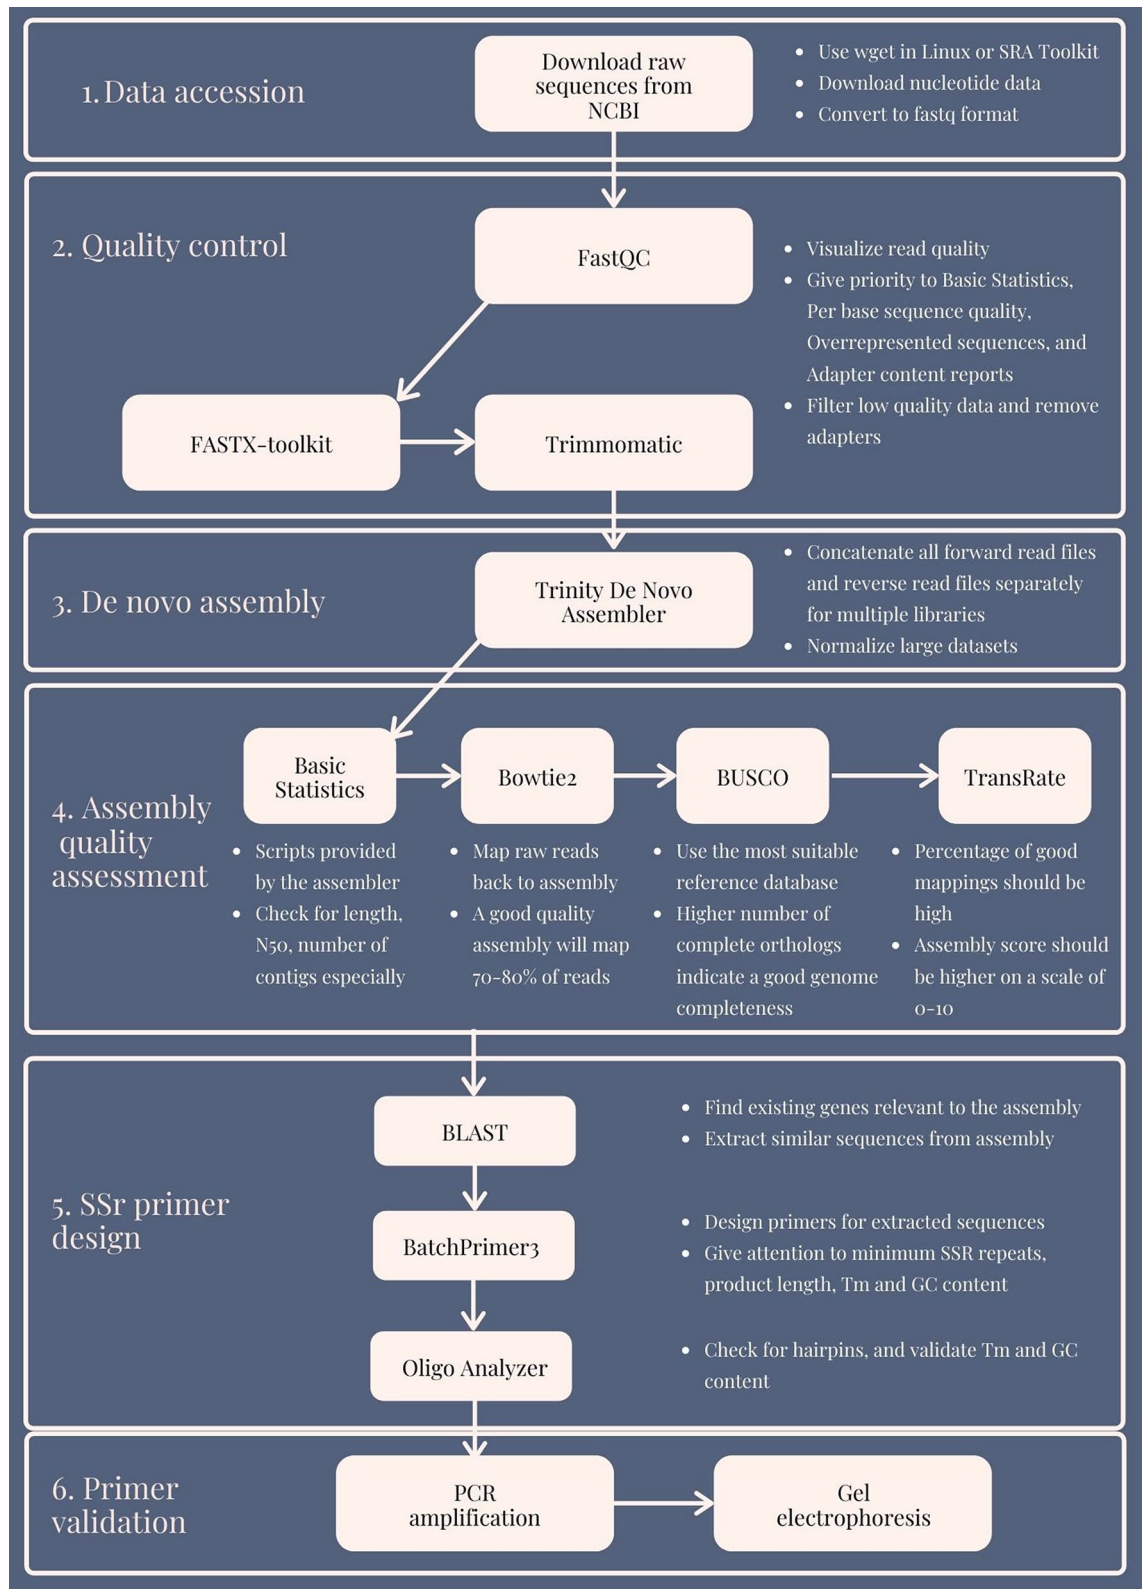 1. Data accession
Download raw
sequences from
NCBI
• Use wget in Linux or SRA Toolkit
• Download nucleotide data
• Convert to fastq format
2. Quality control
FastQC
• Visualize read quality
• Give priority to Basic Statistics,
Per base sequence quality,
Overrepresented sequences, and
Adapter content reports
• Filter low quality data and remove
adapters
FASTX-toolkit
Trimmomatic
3. De novo assembly
Trinity De Novo
Assembler
• Concatenate all forward read files
and reverse read files separately
for multiple libraries
• Normalize large datasets
4. Assembly
quality
assessment
Basic
Statistics
• Scripts provided
by the assembler
• Check for length,
N50, number of
contigs especially
Bowtie2
• Map raw reads
back to assembly
• A good quality
assembly will map
70-80% of reads
BUSCO
• Use the most suitable
reference database
• Higher number of
complete orthologs
indicate a good genome
completeness
TransRate
• Percentage of good
mappings should be
high
• Assembly score should
be higher on a scale of
0-10
5. SSr primer
design
BLAST
• Find existing genes relevant to the assembly
• Extract similar sequences from assembly
BatchPrimer3
• Design primers for extracted sequences
• Give attention to minimum SSR repeats,
product length, Tm and GC content
Oligo Analyzer
• Check for hairpins, and validate Tm and GC
content
6. Primer
validation
PCR
amplification
Gel
electrophoresis